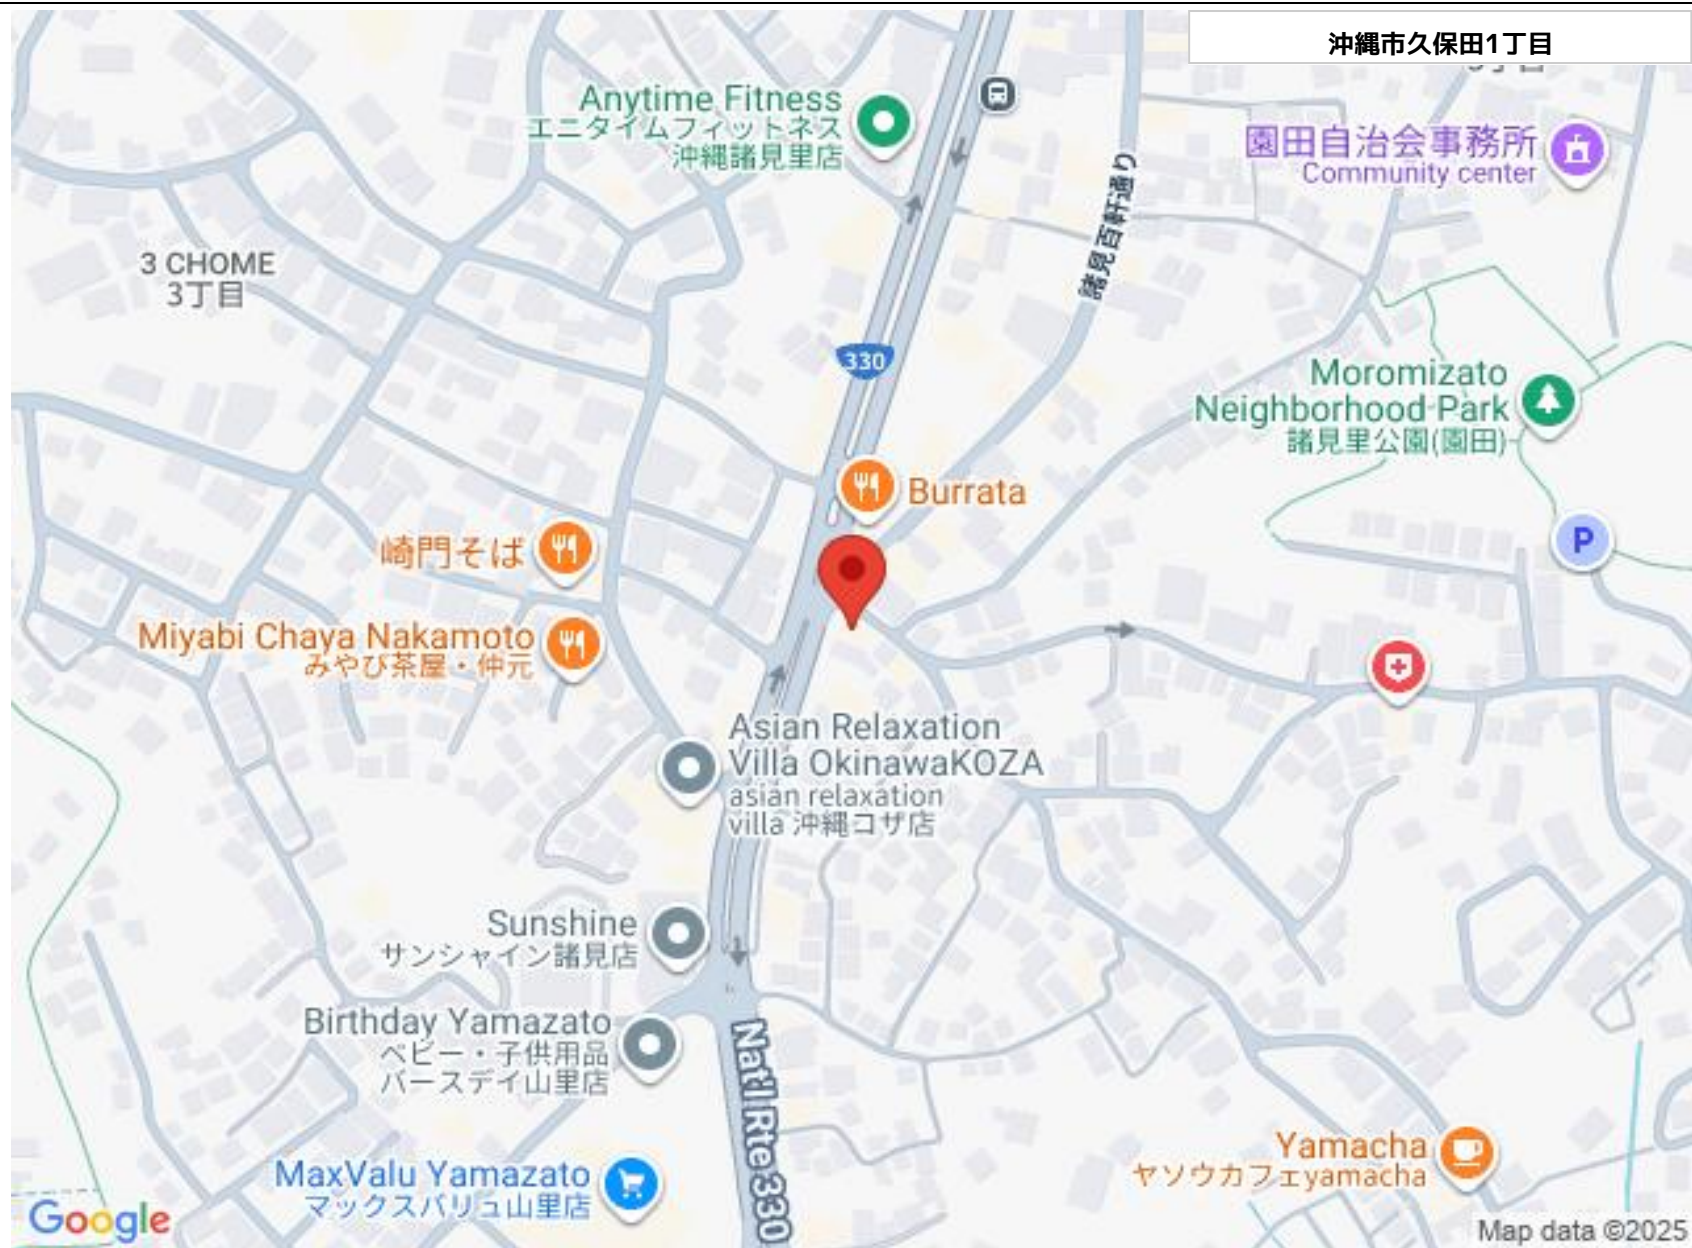 沖縄市久保田1丁目
Anytime Fitness
エニタイムフィットネス
沖縄諸見里店
諸見百軒通り
園田自治会事務所
Community center
3 CHOME
3丁目
330
Moromizato
Neighborhood Park
諸見里公園(園田)
Burrata
P
崎門そば
Miyabi Chaya Nakamoto
みやび茶屋・仲元
Asian Relaxation
Villa OkinawaKOZA
asian relaxation
villa 沖縄コザ店
Sunshine
サンシャイン諸見店
Birthday Yamazato
ベビー・子供用品
バースデイ山里店
Nat'l Rte 330
MaxValu Yamazato
マックスバリュ山里店
Yamacha
ヤソウカフェyamacha
Google
Map data ©2025